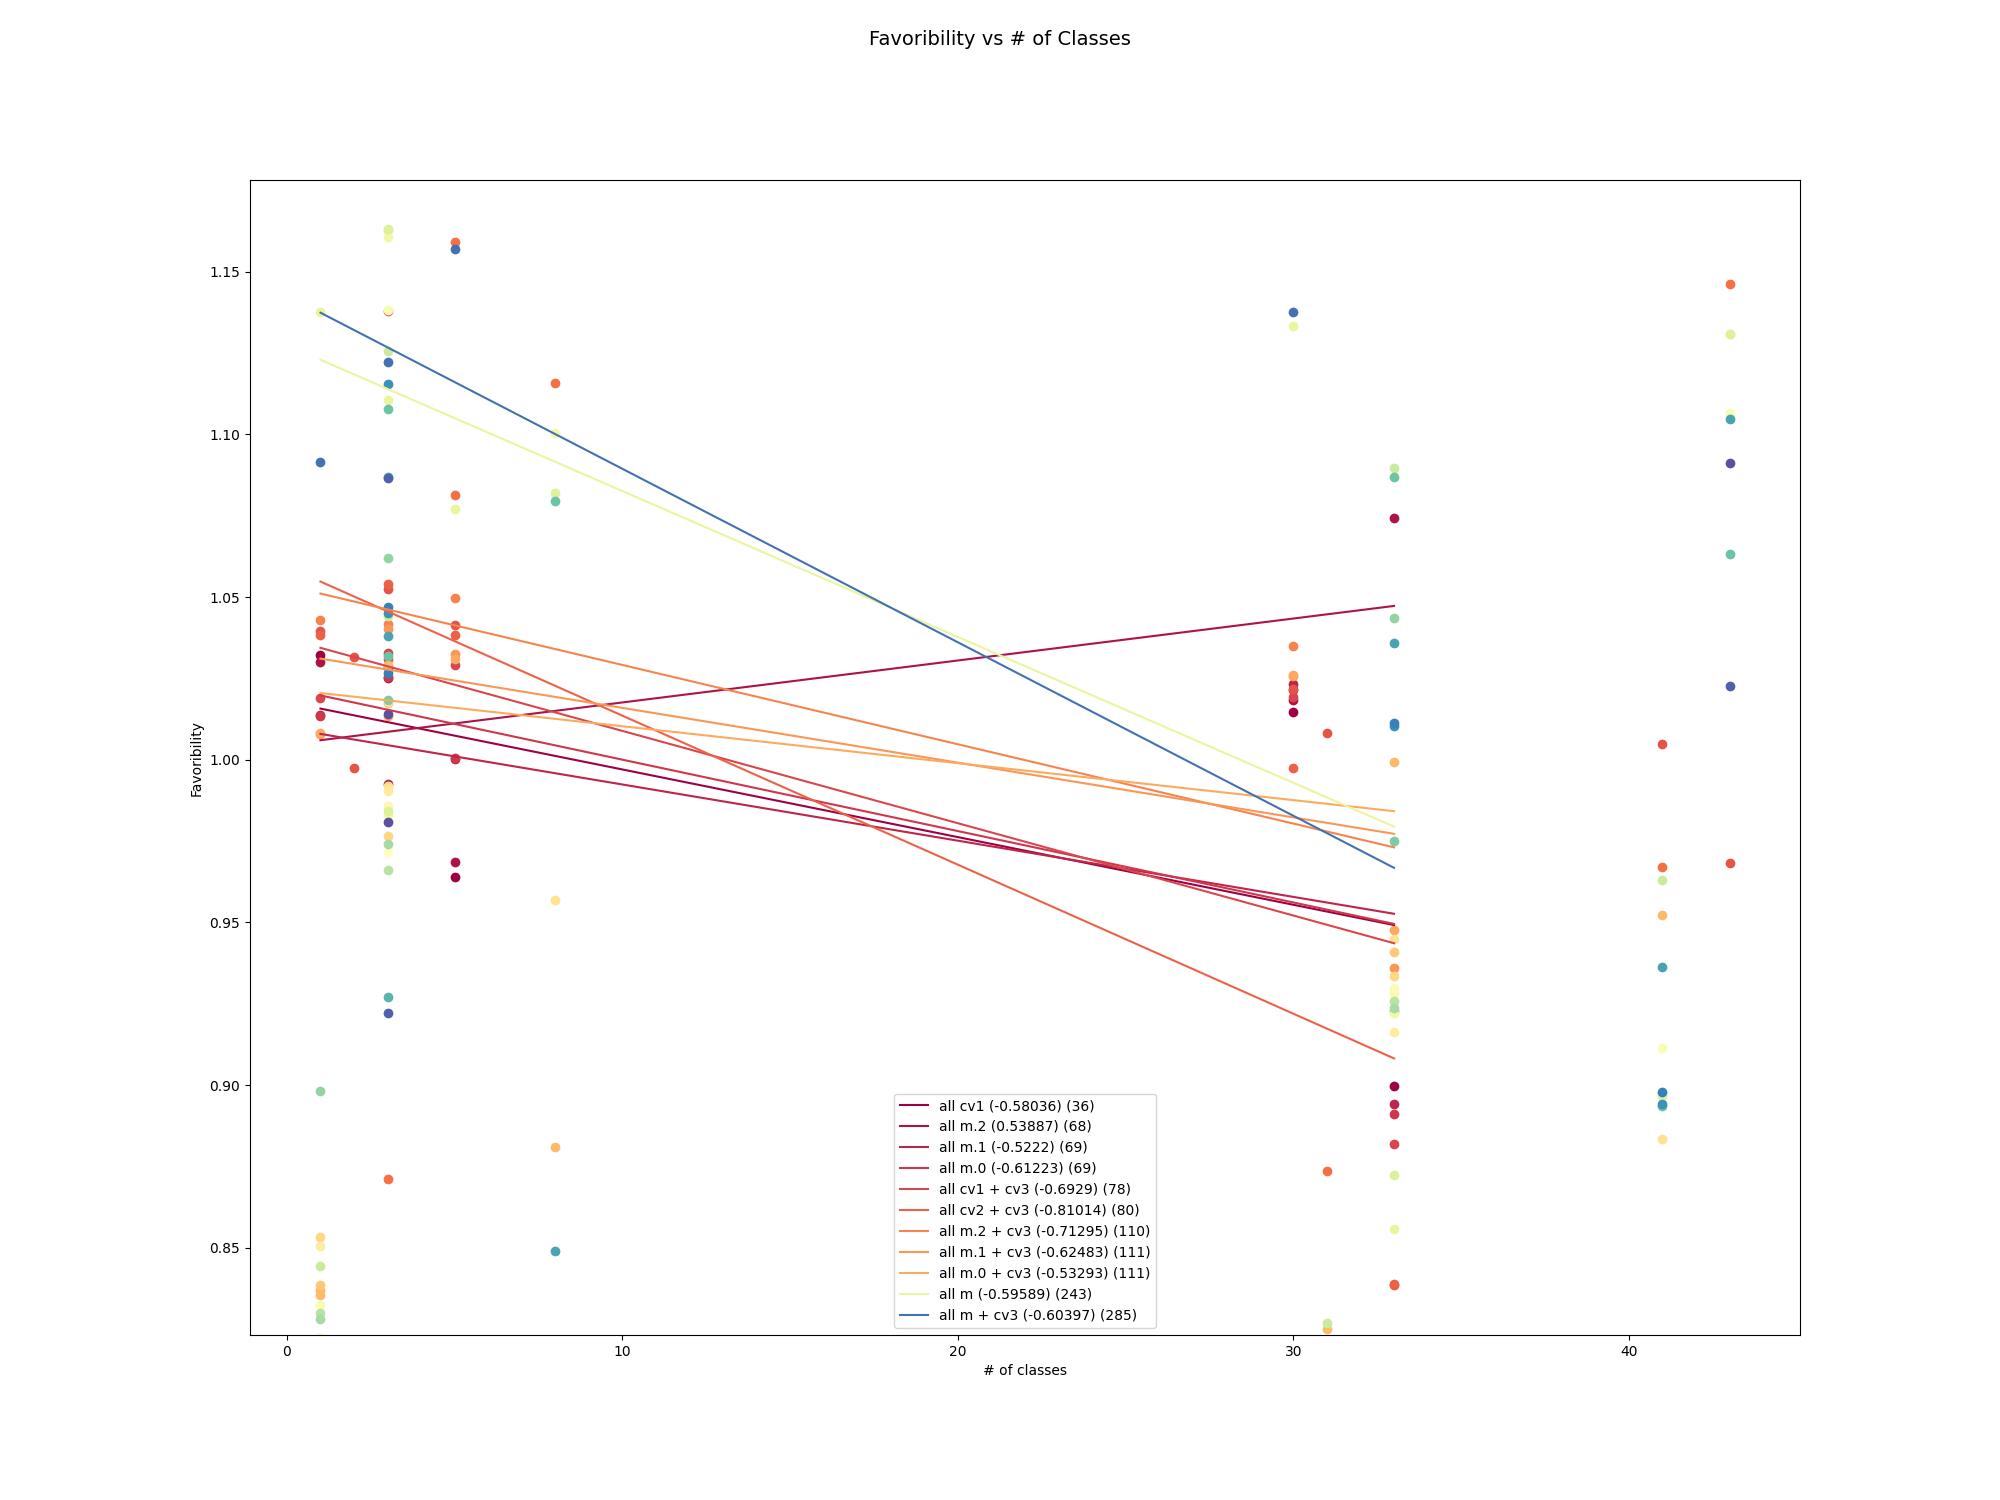 Favoribility vs # of Classes
1.15
1.10
1.05
1.00
0.95
0.90
0.85
Favoribility
all cv1 (-0.58036) (36)
all m.2 (0.53887) (68)
all m.1 (-0.5222) (69)
all m.0 (-0.61223) (69)
all cv1 + cv3 (-0.6929) (78)
all cv2 + cv3 (-0.81014) (80)
all m.2 + cv3 (-0.71295) (110)
all m.1 + cv3 (-0.62483) (111)
all m.0 + cv3 (-0.53293) (111)
all m (-0.59589) (243)
all m + cv3 (-0.60397) (285)
0 10 20 30 40
# of classes